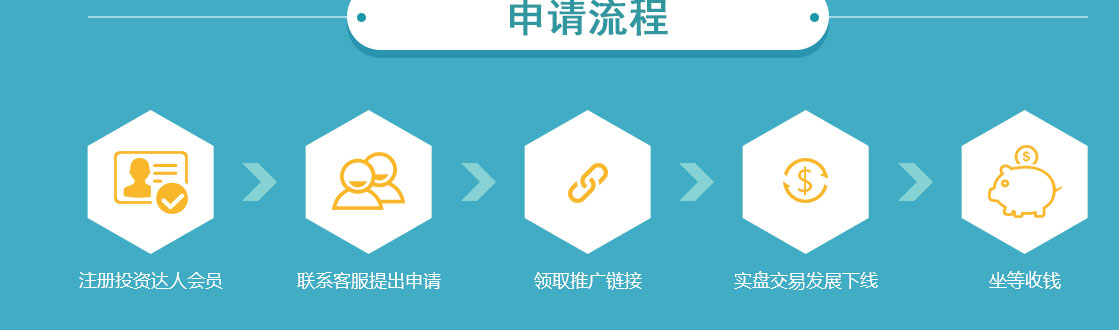 申请流程
注册投资达人会员
联系客服提出申请
领取推广链接
实盘交易发展下线
坐等收钱